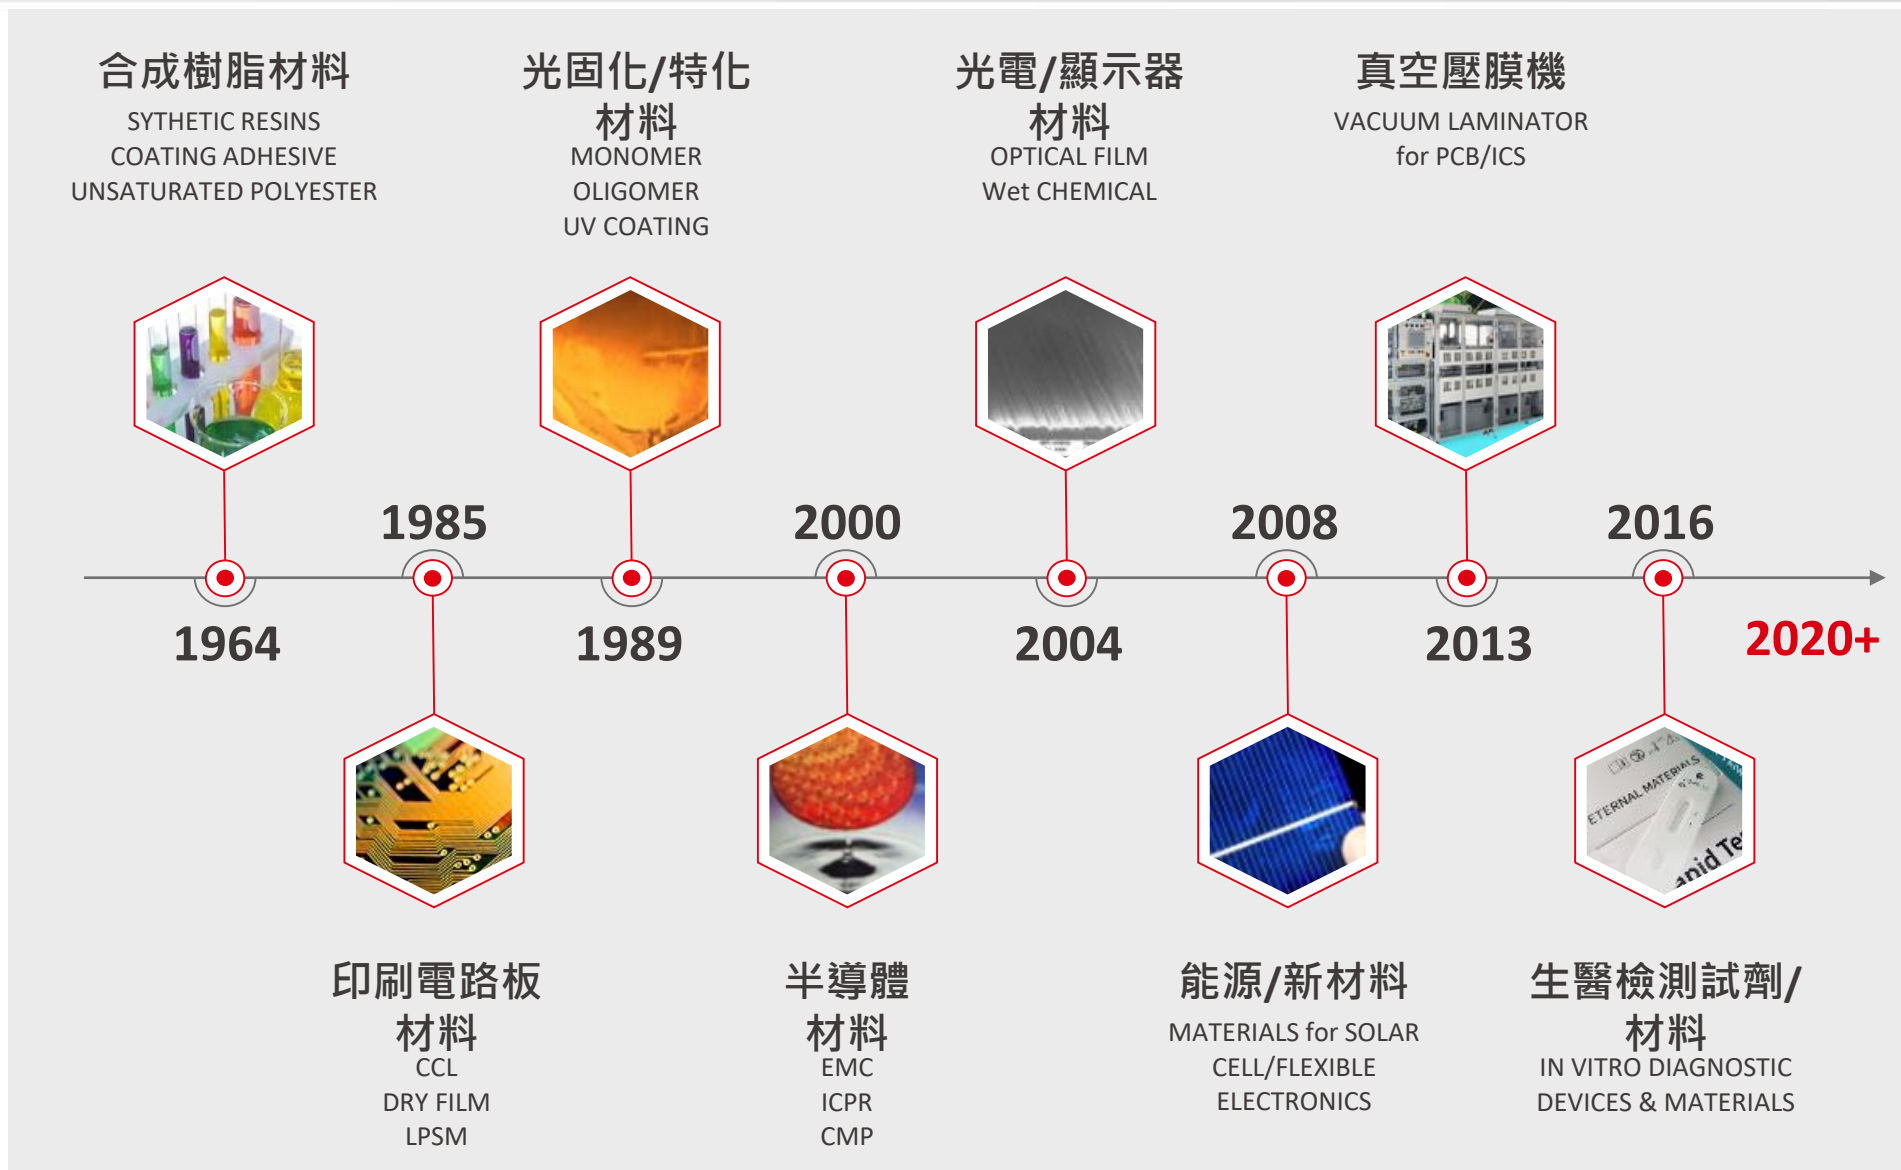 合成樹脂材料
SYTHETIC RESINS
COATING ADHESIVE
UNSATURATED POLYESTER
光固化/特化
材料
MONOMER
OLIGOMER
UV COATING
光電/顯示器
材料
OPTICAL FILM
Wet CHEMICAL
真空壓膜機
VACUUM LAMINATOR
for PCB/ICS
1985
2000
2008
2016
1964
1989
2004
2013
2020+
ETERNAL MATERIALS
印刷電路板
材料
CCL
DRY FILM
LPSM
半導體
材料
EMC
ICPR
CMP
能源/新材料
MATERIALS for SOLAR
CELL/FLEXIBLE
ELECTRONICS
生醫檢測試劑/
材料
IN VITRO DIAGNOSTIC
DEVICES & MATERIALS